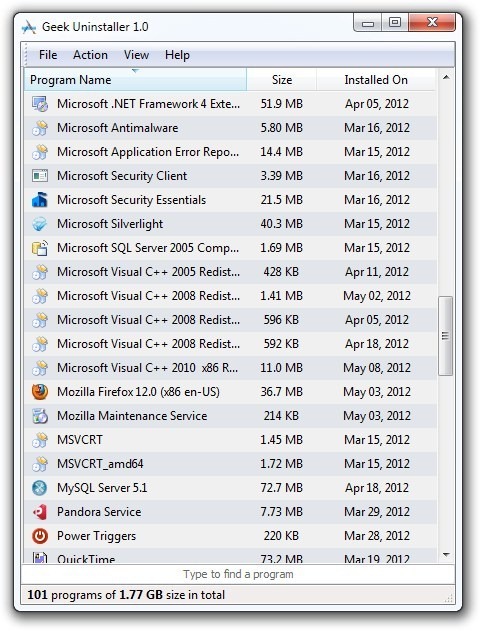 Geek Uninstaller 1.0
File Action View Help
Program Name Size Installed On
Microsoft .NET Framework 4 Exte... 51.9 MB Apr 05, 2012
Microsoft Antimalware 5.80 MB Mar 16, 2012
Microsoft Application Error Repo... 14.4 MB Mar 15, 2012
Microsoft Security Client 3.39 MB Mar 16, 2012
Microsoft Security Essentials 21.5 MB Mar 16, 2012
Microsoft Silverlight 40.3 MB Mar 15, 2012
Microsoft SQL Server 2005 Comp... 1.69 MB Mar 15, 2012
Microsoft Visual C++ 2005 Redist... 428 KB Apr 11, 2012
Microsoft Visual C++ 2008 Redist... 1.41 MB May 02, 2012
Microsoft Visual C++ 2008 Redist... 596 KB Apr 05, 2012
Microsoft Visual C++ 2008 Redist... 592 KB Apr 18, 2012
Microsoft Visual C++ 2010 x86 R... 11.0 MB May 08, 2012
Mozilla Firefox 12.0 (x86 en-US) 36.7 MB May 03, 2012
Mozilla Maintenance Service 214 KB May 03, 2012
MSVCRT 1.45 MB Mar 15, 2012
MSVCRT_amd64 1.72 MB Mar 15, 2012
MySQL Server 5.1 72.7 MB Apr 18, 2012
Pandora Service 7.73 MB Mar 29, 2012
Power Triggers 220 KB Mar 28, 2012
QuickTime 73.2 MB Mar 19, 2012
Type to find a program
101 programs of 1.77 GB size in total